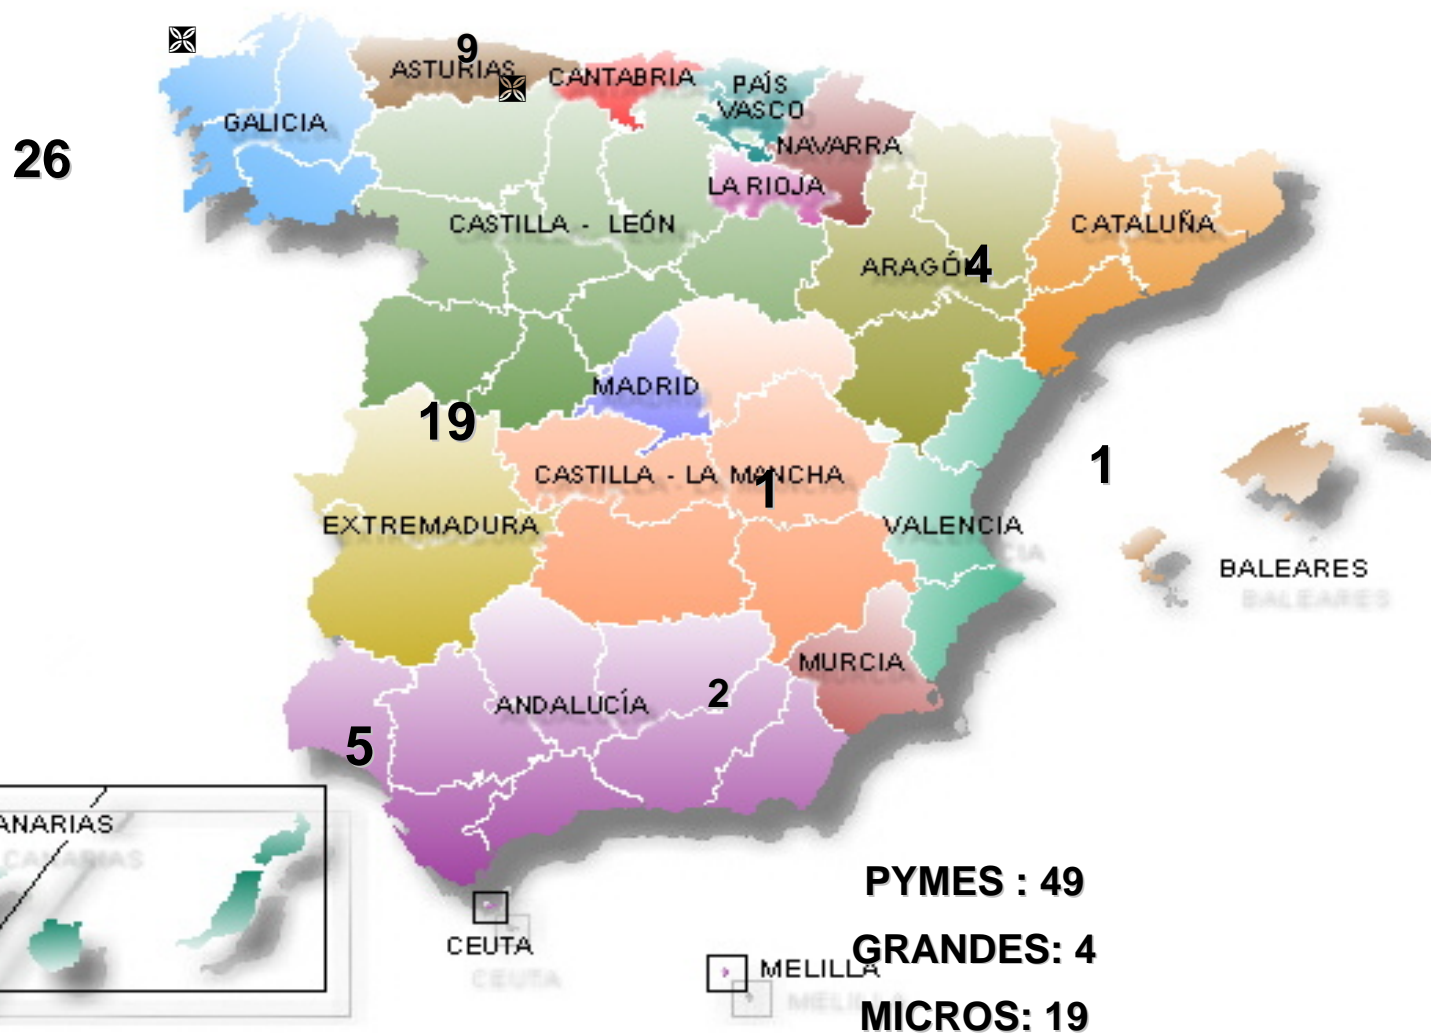 9
ASTURIAS
CANTABRIA
PAÍS
VASCO
GALICIA
NAVARRA
26
LA RIOJA
CASTILLA - LEÓN
CATALUÑA
ARAGÓN
4
MADRID
19
1
CASTILLA - LA MANCHA
1
EXTREMADURA
VALENCIA
BALEARES
MURCIA
2
ANDALUCÍA
5
ANARIAS
PYMES : 49
CEUTA
GRANDES: 4
MELILLA
MICROS: 19